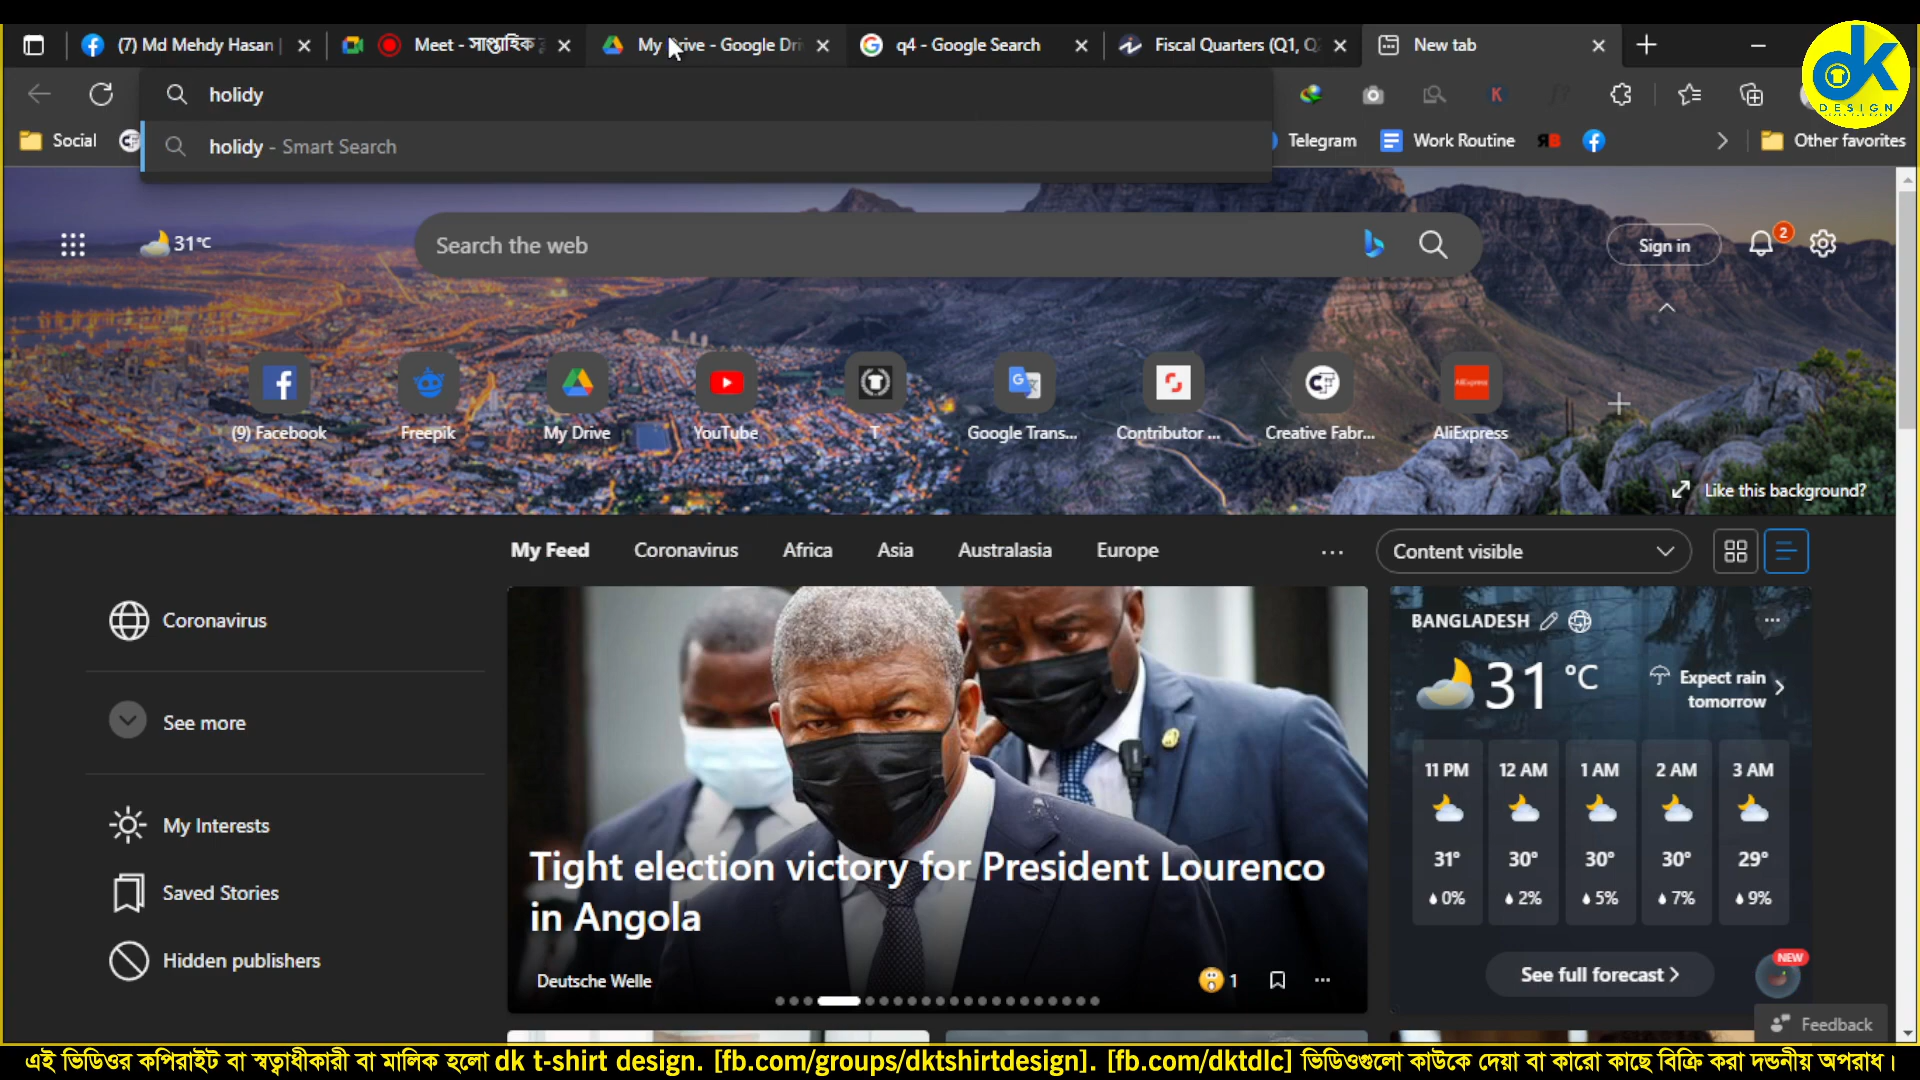 (7) Md Mehdy Hasan
Meet - সাপ্তাহিক
My Drive - Google Dri
q4 - Google Search
Fiscal Quarters (Q1, Q
New tab
holidy
holidy - Smart Search
Social
Telegram
Work Routine
Other favorites
dk
DESIGN
31°C
Search the web
Sign in
2
(9) Facebook
Freepik
My Drive
YouTube
T
Google Trans...
Contributor ...
Creative Fabr...
AliExpress
Like this background?
My Feed
Coronavirus
Africa
Asia
Australasia
Europe
Content visible
Coronavirus
See more
My Interests
Saved Stories
Hidden publishers
Tight election victory for President Lourenco
in Angola
Deutsche Welle
1
BANGLADESH
31 °C
Expect rain
tomorrow
11 PM 12 AM 1 AM 2 AM 3 AM
31° 30° 30° 30° 29°
0% 2% 5% 7% 9%
See full forecast
NEW
Feedback
এই ভিডিওর কপিরাইট বা স্বত্বাধীকারী বা মালিক হলো dk t-shirt design. [fb.com/groups/dktshirtdesign]. [fb.com/dktdlc] ভিডিওগুলো কাউকে দেয়া বা কারো কাছে বিক্রি করা দন্ডনীয় অপরাধ।